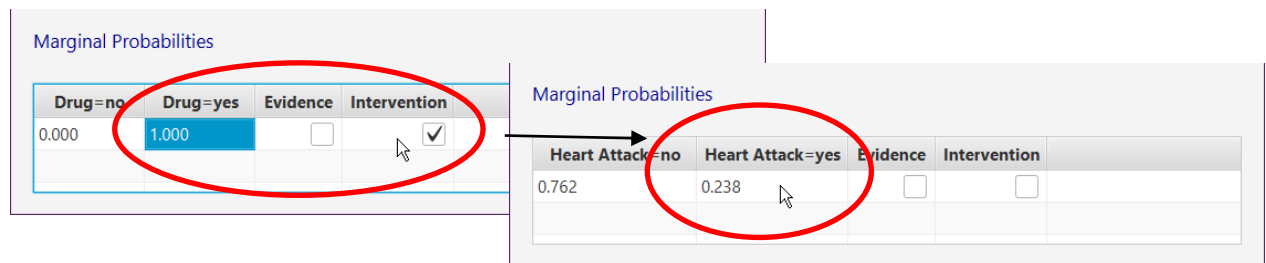 Marginal Probabilities
Drug=no Drug=yes Evidence Intervention
0.000 1.000
Marginal Probabilities
Heart Attack=no Heart Attack=yes Evidence Intervention
0.762 0.238